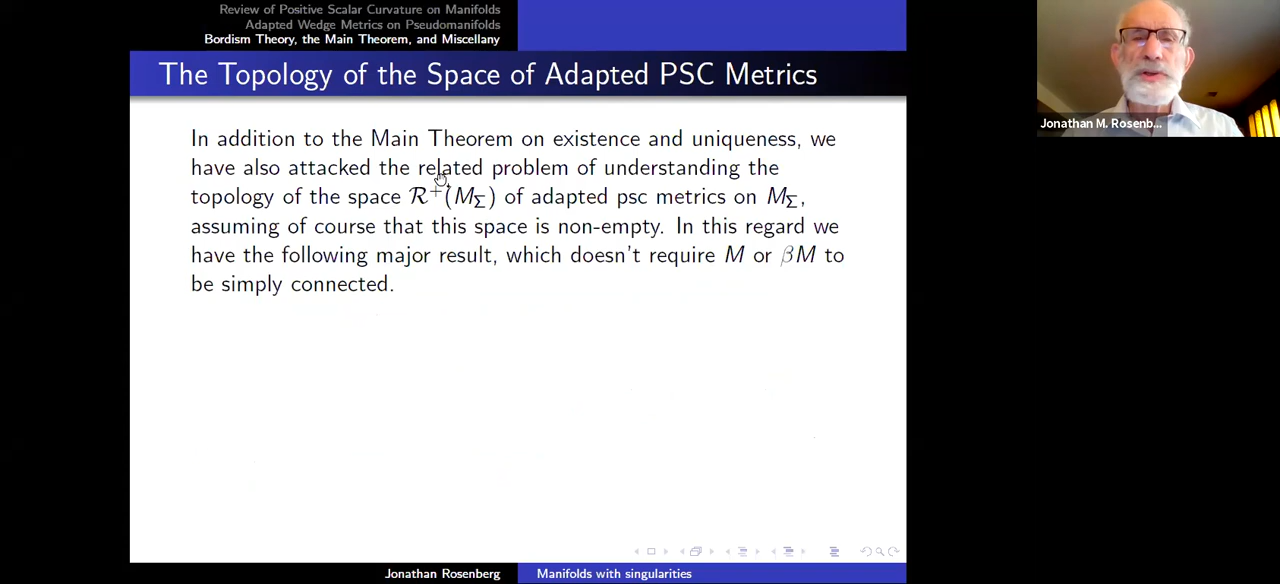 Review of Positive Scalar Curvature on Manifolds
Adapted Wedge Metrics on Pseudomanifolds
Bordism Theory, the Main Theorem, and Miscellany
The Topology of the Space of Adapted PSC Metrics
In addition to the Main Theorem on existence and uniqueness, we
have also attacked the related problem of understanding the
topology of the space ℛ⁺(M_Σ) of adapted psc metrics on M_Σ,
assuming of course that this space is non-empty. In this regard we
have the following major result, which doesn't require M or βM to
be simply connected.
Jonathan M. Rosenb...
Jonathan Rosenberg
Manifolds with singularities